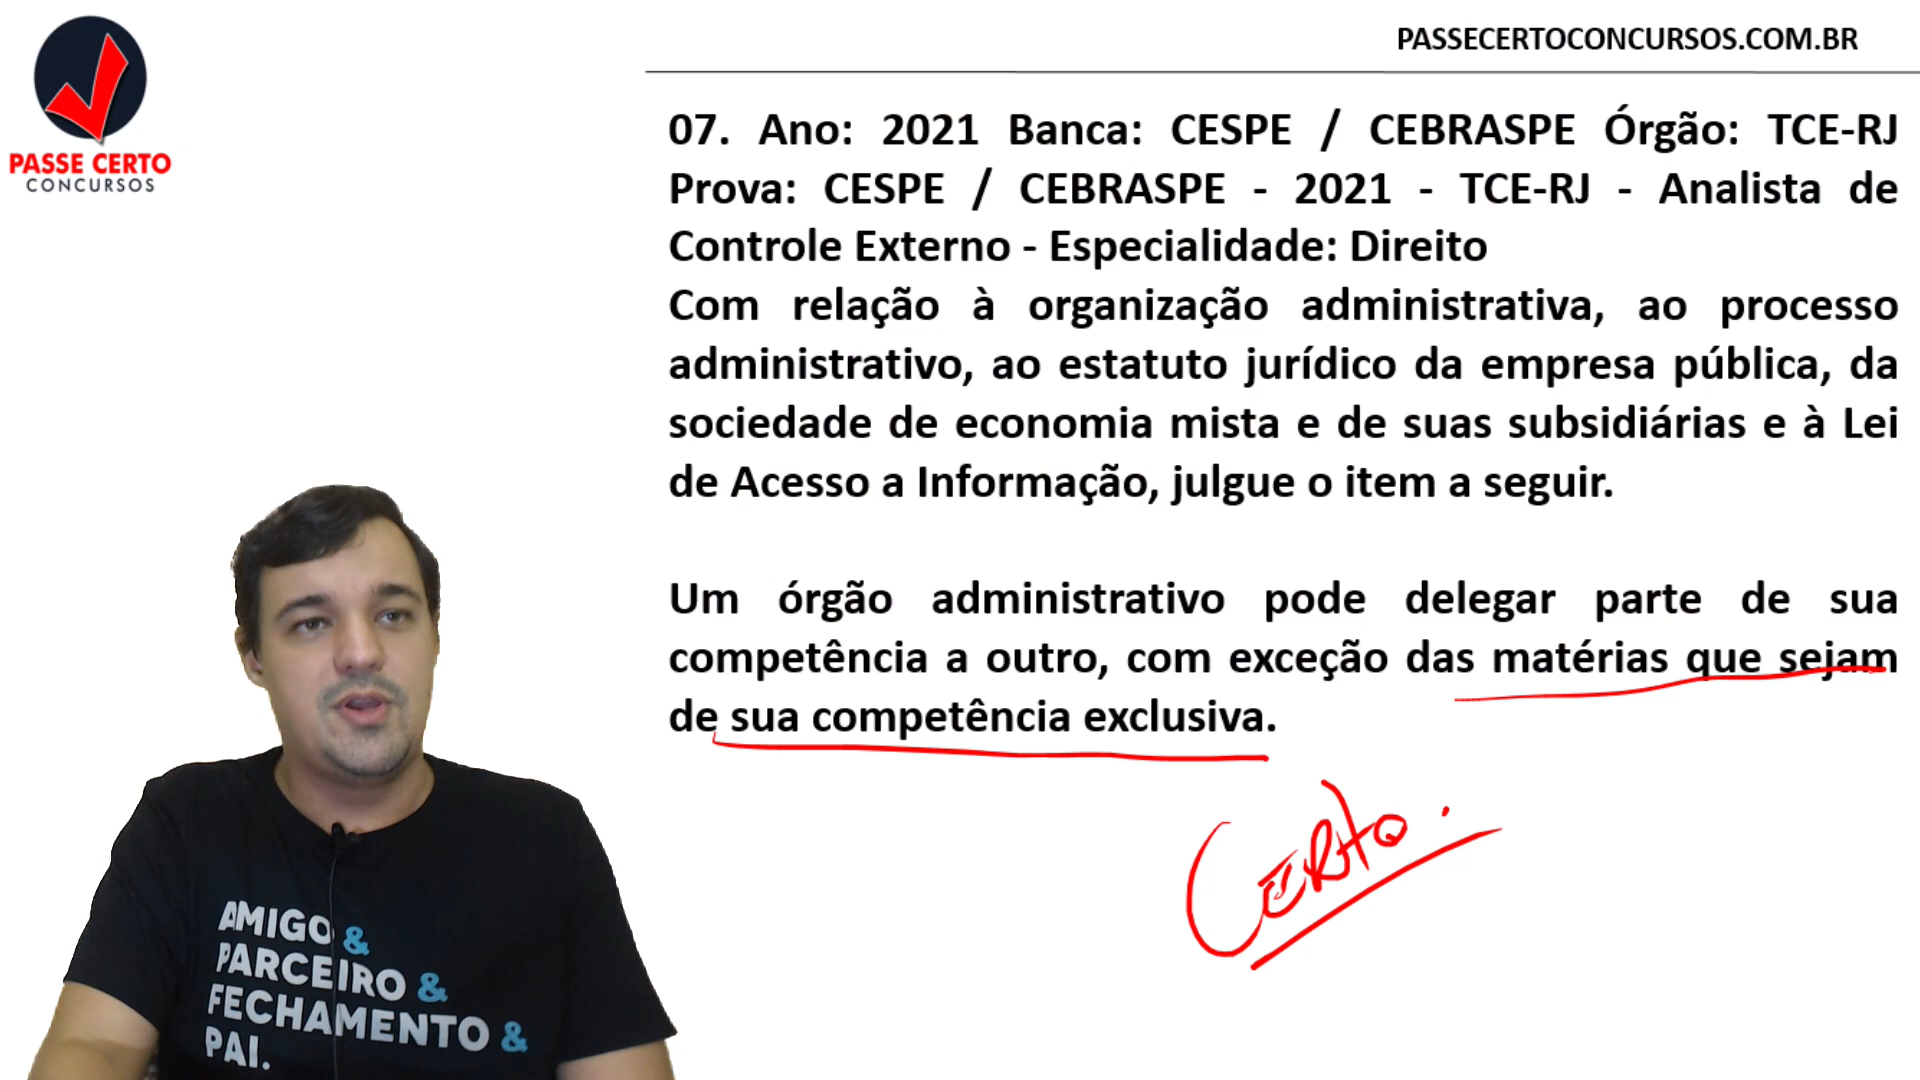 PASSECERTOCONCURSOS.COM.BR
PASSE CERTO
CONCURSOS
07. Ano: 2021 Banca: CESPE / CEBRASPE Órgão: TCE-RJ
Prova: CESPE / CEBRASPE - 2021 - TCE-RJ - Analista de
Controle Externo - Especialidade: Direito
Com relação à organização administrativa, ao processo
administrativo, ao estatuto jurídico da empresa pública, da
sociedade de economia mista e de suas subsidiárias e à Lei
de Acesso a Informação, julgue o item a seguir.
Um órgão administrativo pode delegar parte de sua
competência a outro, com exceção das matérias que sejam
de sua competência exclusiva.
CERTO.
AMIGO &
PARCEIRO &
FECHAMENTO &
PAI.